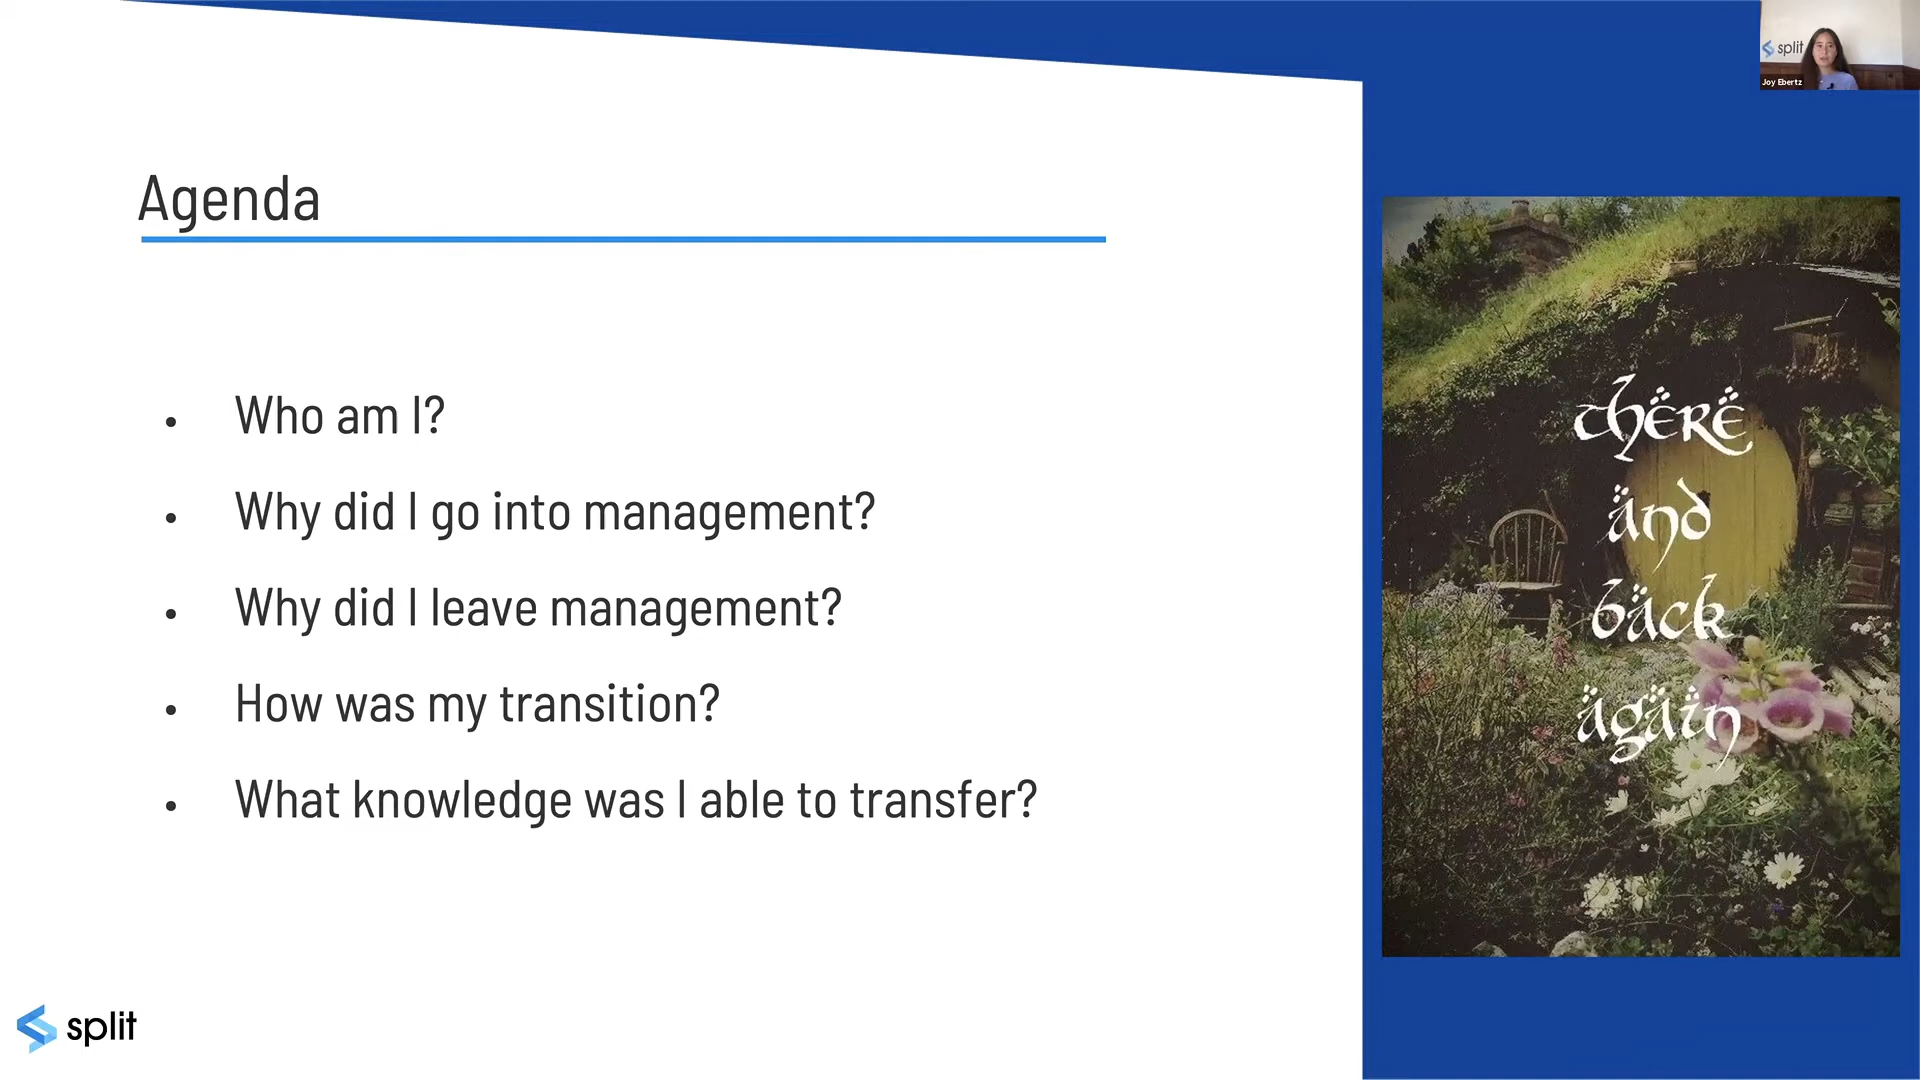 split
Joy Ebertz
Agenda
• Who am I?
• Why did I go into management?
• Why did I leave management?
• How was my transition?
• What knowledge was I able to transfer?
there
and
back
again
split